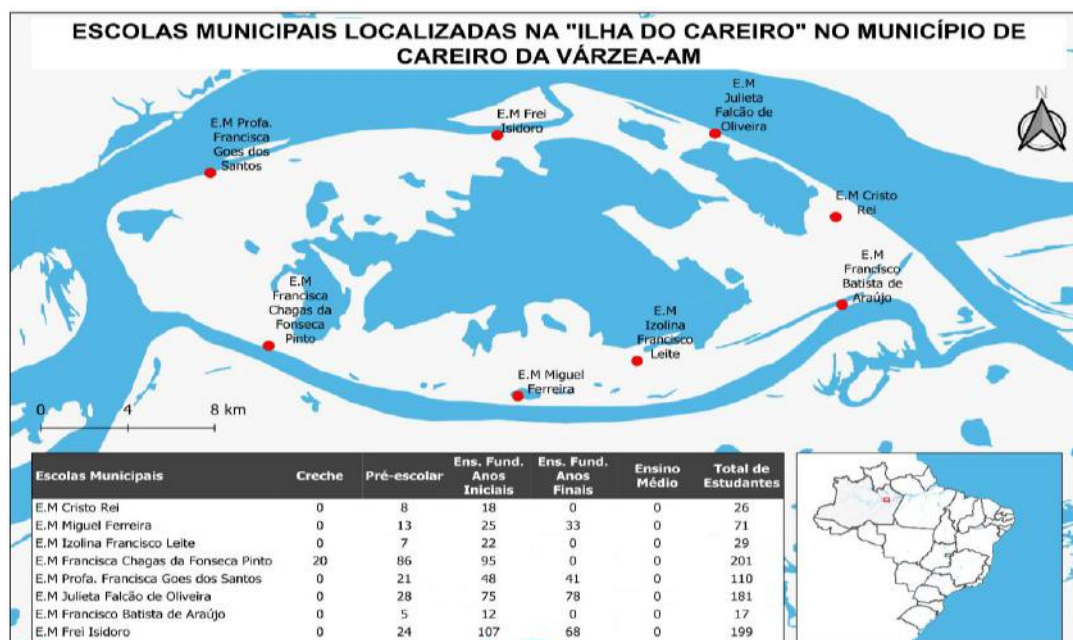 ESCOLAS MUNICIPAIS LOCALIZADAS NA "ILHA DO CAREIRO" NO MUNICÍPIO DE
CAREIRO DA VÁRZEA-AM
E.M Profa.
Francisca
Goes dos
Santos
E.M Frei
Isidoro
E.M
Julieta
Falcão de
Oliveira
N
E.M Cristo
Rei
E.M
Francisco
Batista de
Araújo
E.M
Francisca
Chagas da
Fonseca
Pinto
E.M
Izolina
Francisco
Leite
E.M Miguel
Ferreira
0 4 8 km
Escolas Municipais Creche Pré-escolar Ens. Fund. Anos Iniciais Ens. Fund. Anos Finais Ensino Médio Total de Estudantes
E.M Cristo Rei 0 8 18 0 0 26
E.M Miguel Ferreira 0 13 25 33 0 71
E.M Izolina Francisco Leite 0 7 22 0 0 29
E.M Francisca Chagas da Fonseca Pinto 20 86 95 0 0 201
E.M Profa. Francisca Goes dos Santos 0 21 48 41 0 110
E.M Julieta Falcão de Oliveira 0 28 75 78 0 181
E.M Francisco Batista de Araújo 0 5 12 0 0 17
E.M Frei Isidoro 0 24 107 68 0 199